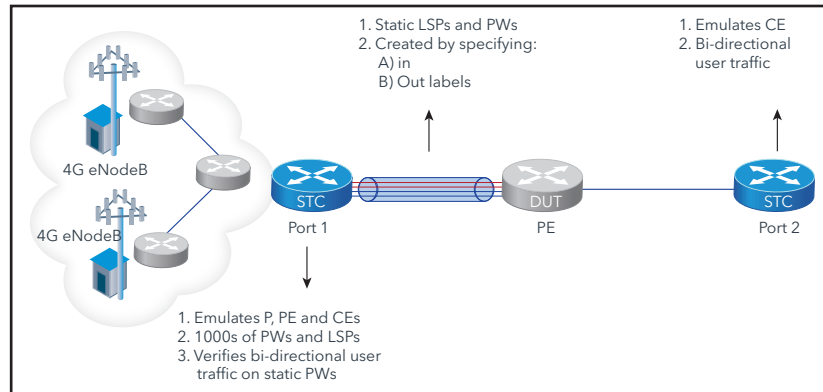 1. Static LSPs and PWs
2. Created by specifying:
A) in
B) Out labels
1. Emulates CE
2. Bi-directional
user traffic
4G eNodeB
4G eNodeB
STC
Port 1
DUT
PE
STC
Port 2
1. Emulates P, PE and CEs
2. 1000s of PWs and LSPs
3. Verifies bi-directional user
traffic on static PWs